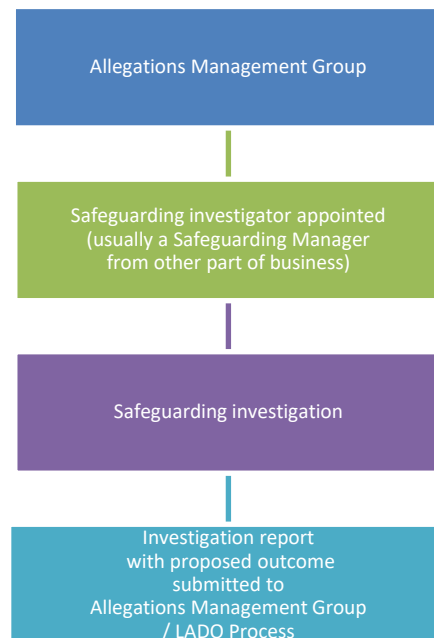 Allegations Management Group
Safeguarding investigator appointed
(usually a Safeguarding Manager
from other part of business)
Safeguarding investigation
Investigation report
with proposed outcome
submitted to
Allegations Management Group
/ LADO Process